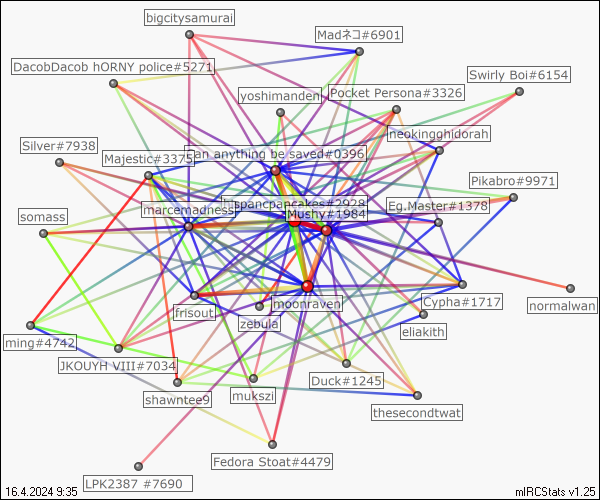 bigcitysamurai
Madネコ#6901
DacobDacob hORNY police#5271
Swirly Boi#6154
yoshimanden
Pocket Persona#3326
neokingghidorah
Silver#7938
Majestic#3375
an anything be saved#0396
Pikabro#9971
hispancpancakes#2928
Eg.Master#1378
marcemadness
Mushy#1984
somass
moonraven
Cypha#1717
normalwan
frisout
zebula
eliakith
ming#4742
JKOUYH VIII#7034
Duck#1245
shawntee9
mukszi
thesecondtwat
Fedora Stoat#4479
LPK2387 #7690
16.4.2024 9:35
mIRCStats v1.25